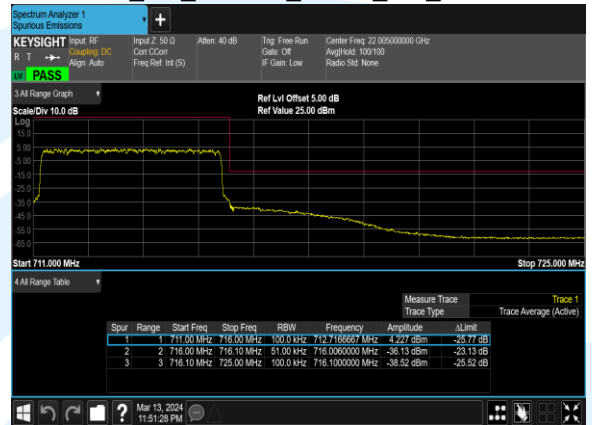 Spectrum Analyzer 1
Spurious Emissions
KEYSIGHT Input: RF Input Z: 50 Ω Atten: 40 dB Trig: Free Run Center Freq: 22.005000000 GHz
R T Coupling: DC Corr CCorr Gate: Off Avg|Hold: 100/100
Align: Auto Freq Ref: Int (S) IF Gain: Low Radio Std: None
PASS
3 All Range Graph
Ref Lvl Offset 5.00 dB
Scale/Div 10.0 dB Ref Value 25.00 dBm
Log
15.0
5.00
-5.00
-15.0
-25.0
-35.0
-45.0
-55.0
-65.0
Start 711.000 MHz Stop 725.000 MHz
4 All Range Table
Measure Trace Trace 1
Trace Type Trace Average (Active)
Spur Range Start Freq Stop Freq RBW Frequency Amplitude ΔLimit
1 1 711.00 MHz 716.00 MHz 100.0 kHz 712.7166667 MHz 4.227 dBm -25.77 dB
2 2 716.00 MHz 716.10 MHz 51.00 kHz 716.0060000 MHz -36.13 dBm -23.13 dB
3 3 716.10 MHz 725.00 MHz 100.0 kHz 716.1000000 MHz -38.52 dBm -25.52 dB
? Mar 13, 2024
11:51:28 PM